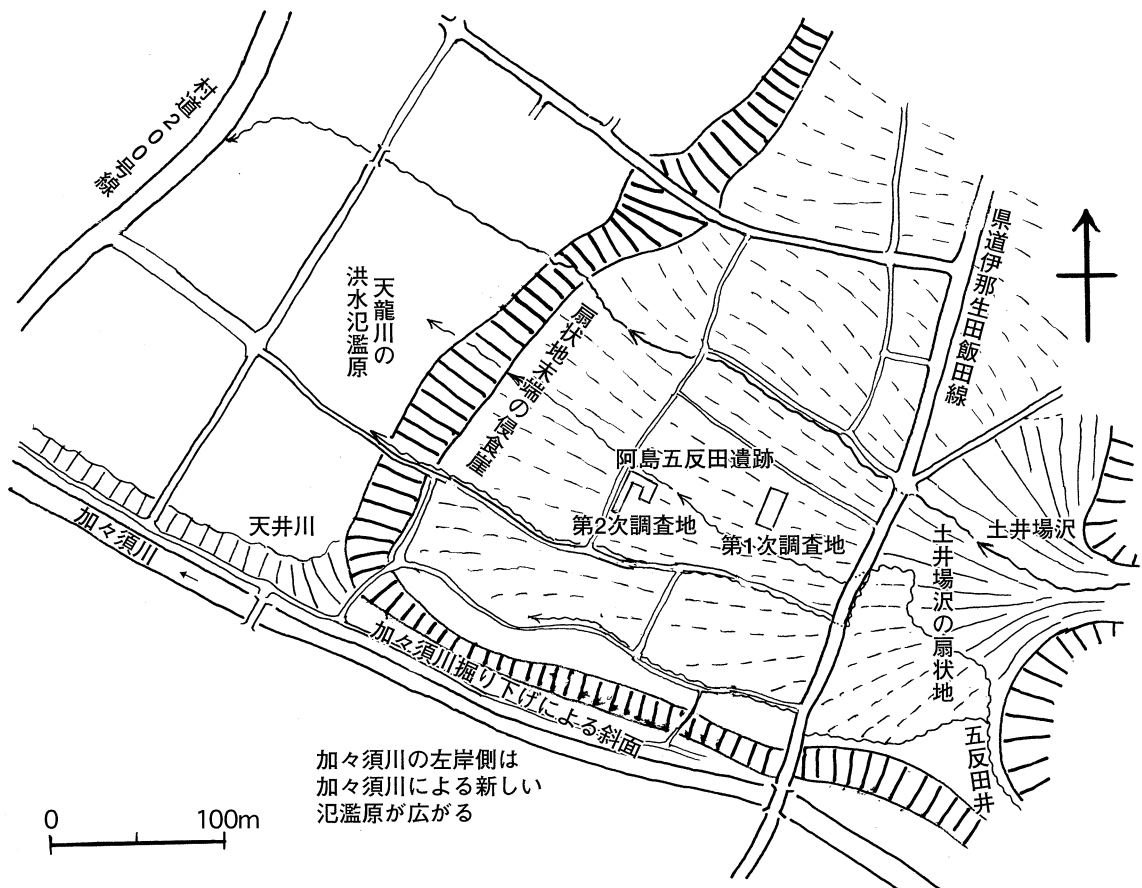 村道200号線
県道伊那生田飯田線
天龍川の
洪水氾濫原
扇状地末端の侵食崖
阿島五反田遺跡
第2次調査地
第1次調査地
土井場沢
土井場沢の扇状地
天井川
加々須川
加々須川掘り下げによる斜面
五反田井
加々須川の左岸側は
加々須川による新しい
氾濫原が広がる
0 100m